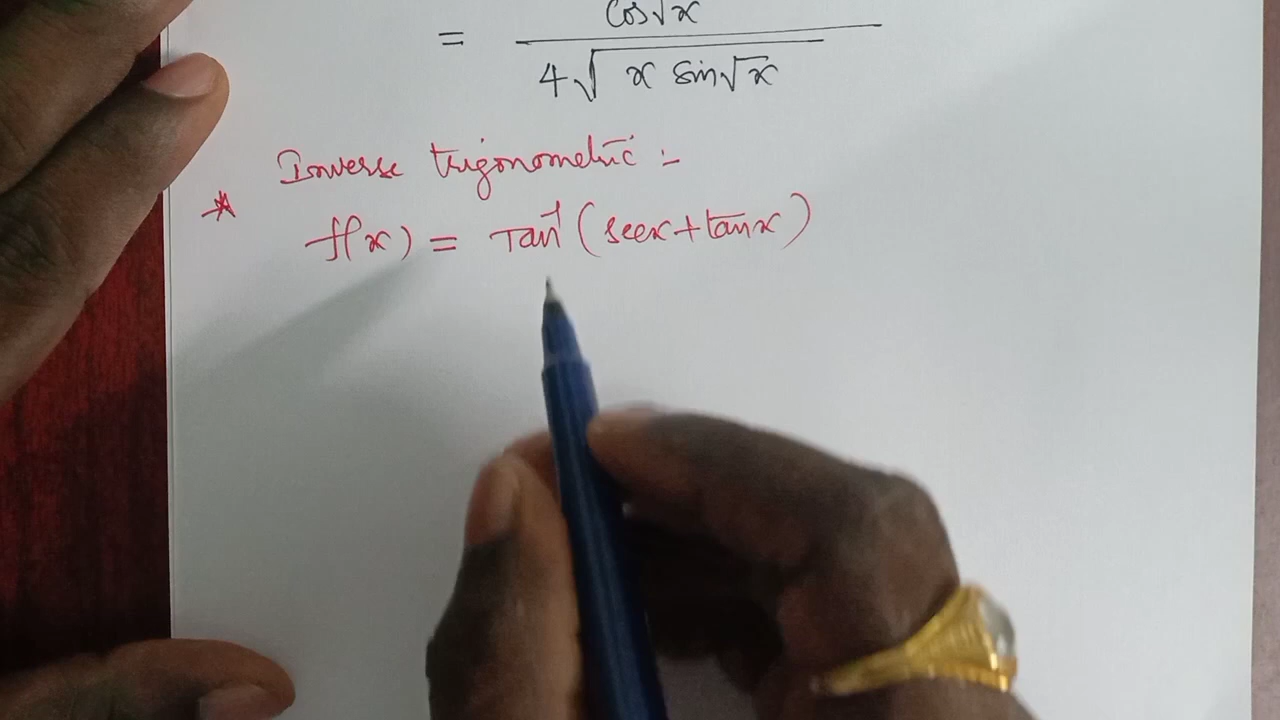 cos√x
= ――――――
4√x sin√x
Inverse trigonometric :-
* f(x) = Tan⁻¹ (secx + tanx)